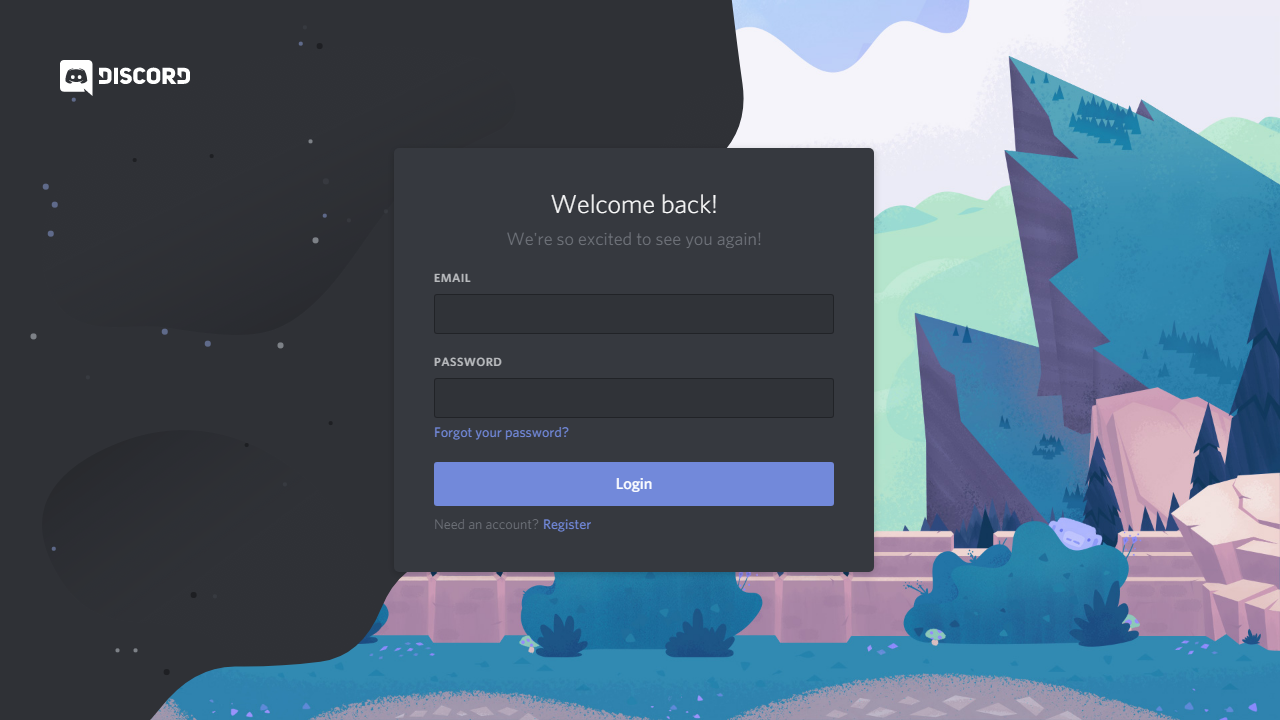 DISCORD
Welcome back!
We're so excited to see you again!
EMAIL
PASSWORD
Forgot your password?
Login
Need an account? Register